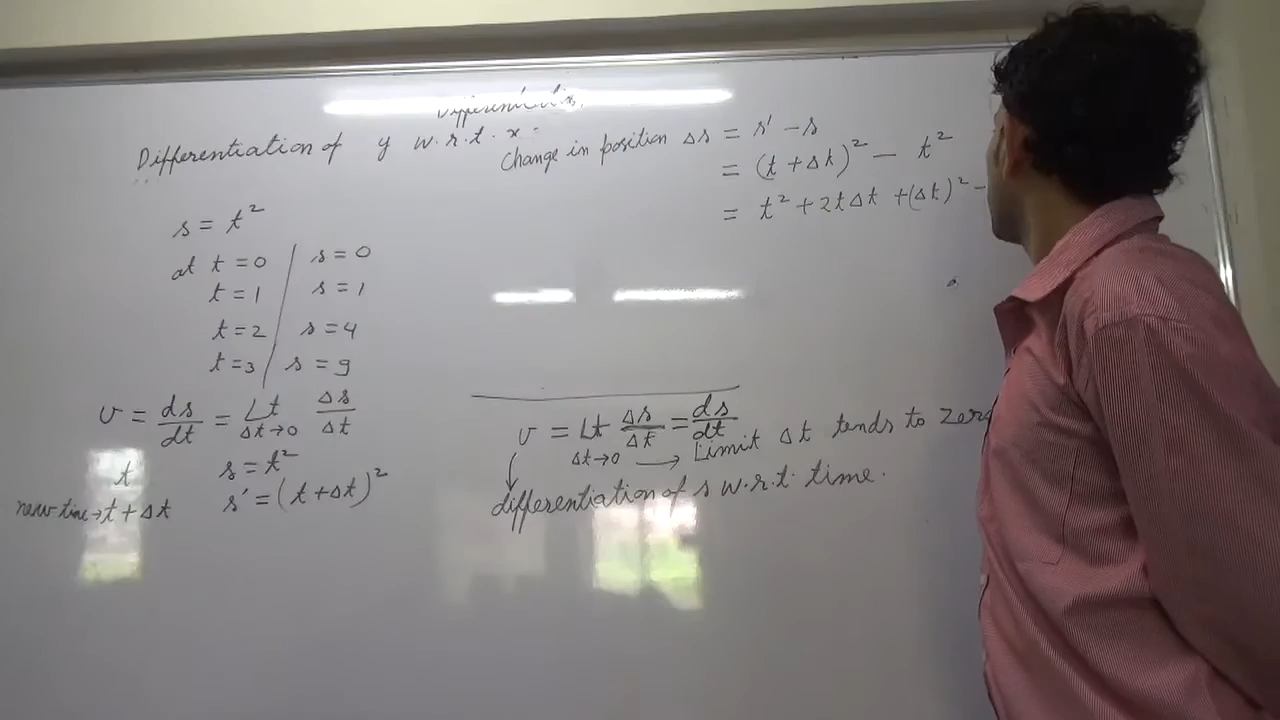 Differentiation of y w.r.t. x.
Change in position Δs = s' - s
= (t + Δt)² - t²
= t² + 2tΔt + (Δt)² -
s = t²
at t = 0 | s = 0
t = 1 | s = 1
t = 2 | s = 4
t = 3 | s = 9
v = ds/dt = Lt Δt→0 Δs/Δt
t s = t²
new time → t + Δt s' = (t + Δt)²
v = Lt Δt→0 Δs/Δt = ds/dt
→ Limit Δt tends to zero
differentiation of s w.r.t. time.